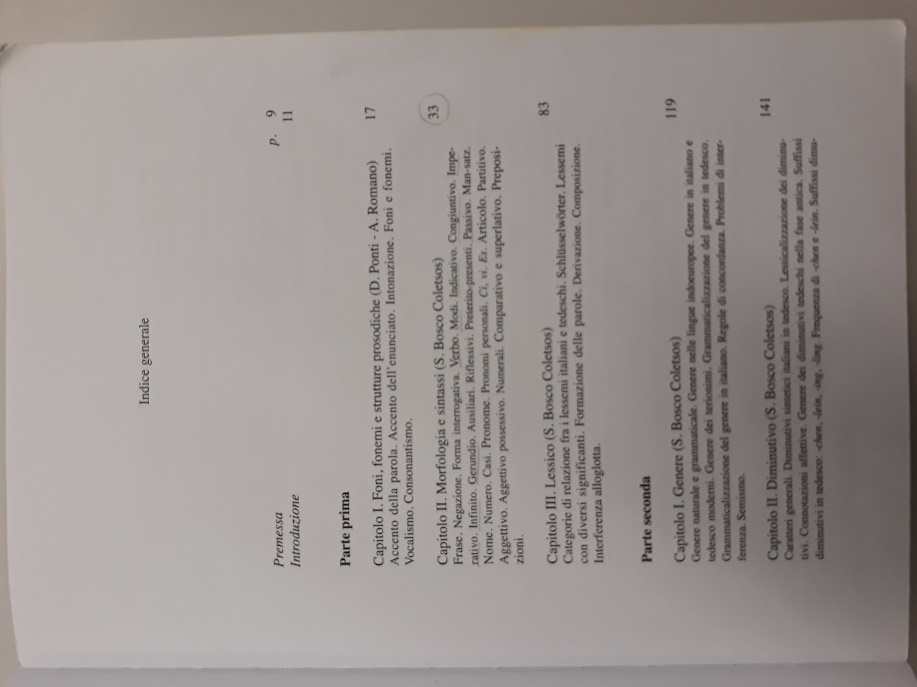 Indice generale
Premessa p. 9
Introduzione 11
Parte prima
Capitolo I. Foni, fonemi e strutture prosodiche (D. Ponti - A. Romano) 17
Accento della parola. Accento dell'enunciato. Intonazione. Foni e fonemi.
Vocalismo. Consonantismo.
Capitolo II. Morfologia e sintassi (S. Bosco Coletsos) 33
Frase. Negazione. Forma interrogativa. Verbo. Modi. Indicativo. Congiuntivo. Impe-
rativo. Infinito. Gerundio. Ausiliari. Riflessivi. Preterito-presenti. Passivo. Man-satz.
Nome. Numero. Casi. Pronome. Pronomi personali. Ci, vi. Es. Articolo. Partitivo.
Aggettivo. Aggettivo possessivo. Numerali. Comparativo e superlativo. Preposi-
zioni.
Capitolo III. Lessico (S. Bosco Coletsos) 83
Categorie di relazione fra i lessemi italiani e tedeschi. Schlüsselwörter. Lessemi
con diversi significanti. Formazione delle parole. Derivazione. Composizione.
Interferenza alloglotta.
Parte seconda
Capitolo I. Genere (S. Bosco Coletsos) 119
Genere naturale e grammaticale. Genere nelle lingue indoeuropee. Genere in italiano e
tedesco moderni. Genere dei terionimi. Grammaticalizzazione del genere in tedesco.
Grammaticalizzazione del genere in italiano. Regole di concordanza. Problemi di inter-
ferenza. Sessismo.
Capitolo II. Diminutivo (S. Bosco Coletsos) 141
Caratteri generali. Diminutivi sintetici italiani in tedesco. Lessicalizzazione dei diminu-
tivi. Connotazioni affettive. Genere dei diminutivi tedeschi nella fase antica. Suffissi
diminutivi in tedesco: -chen, -lein, -ing, -ling. Frequenza di -chen e -lein. Suffissi dimu-